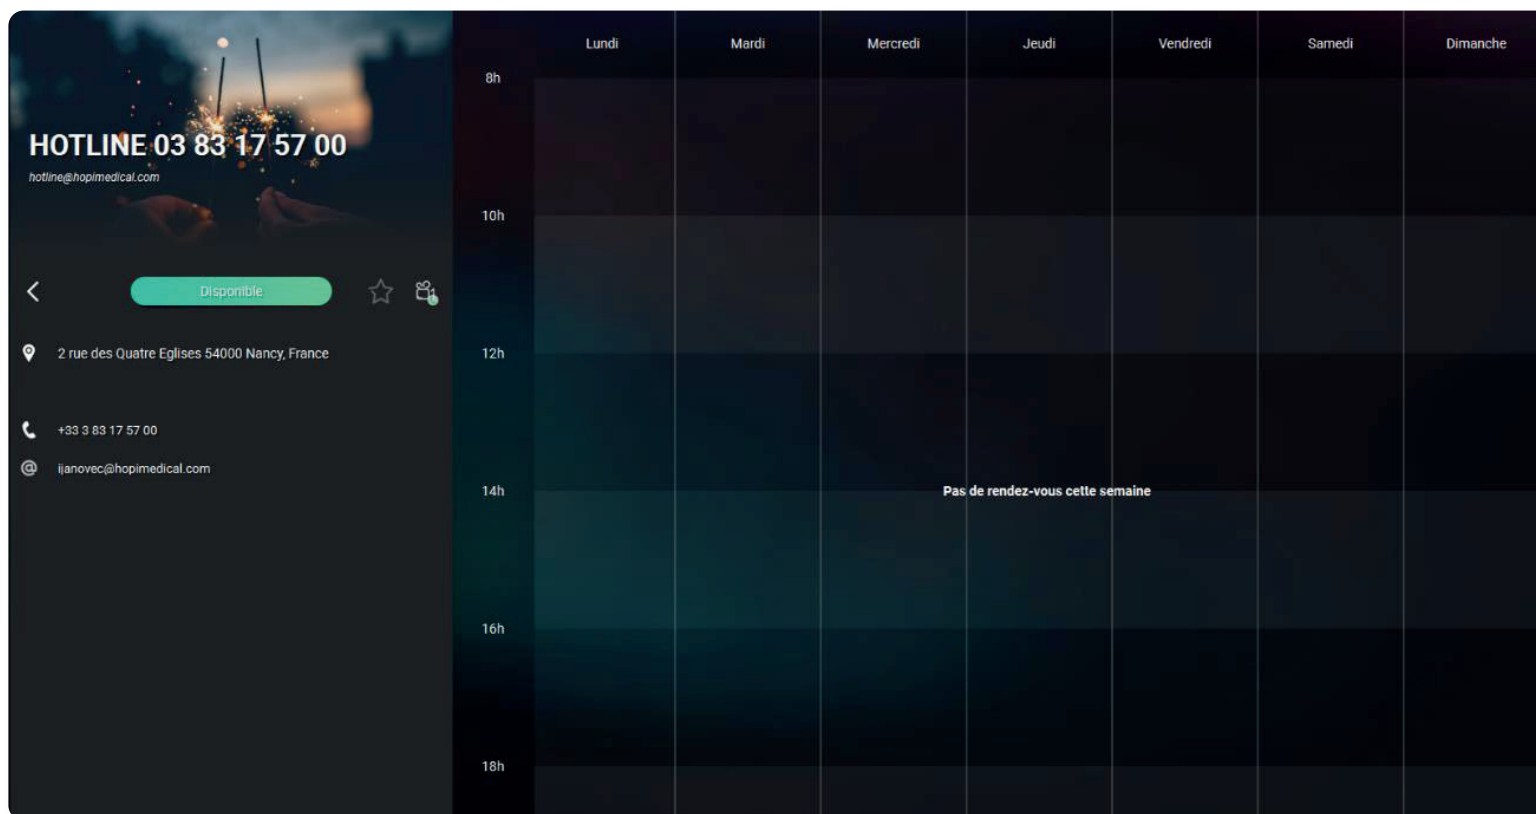 HOTLINE 03 83 17 57 00
hotline@hopimedical.com
Disponible
2 rue des Quatre Eglises 54000 Nancy, France
+33 3 83 17 57 00
ijanovec@hopimedical.com
Lundi Mardi Mercredi Jeudi Vendredi Samedi Dimanche
8h
10h
12h
14h
Pas de rendez-vous cette semaine
16h
18h